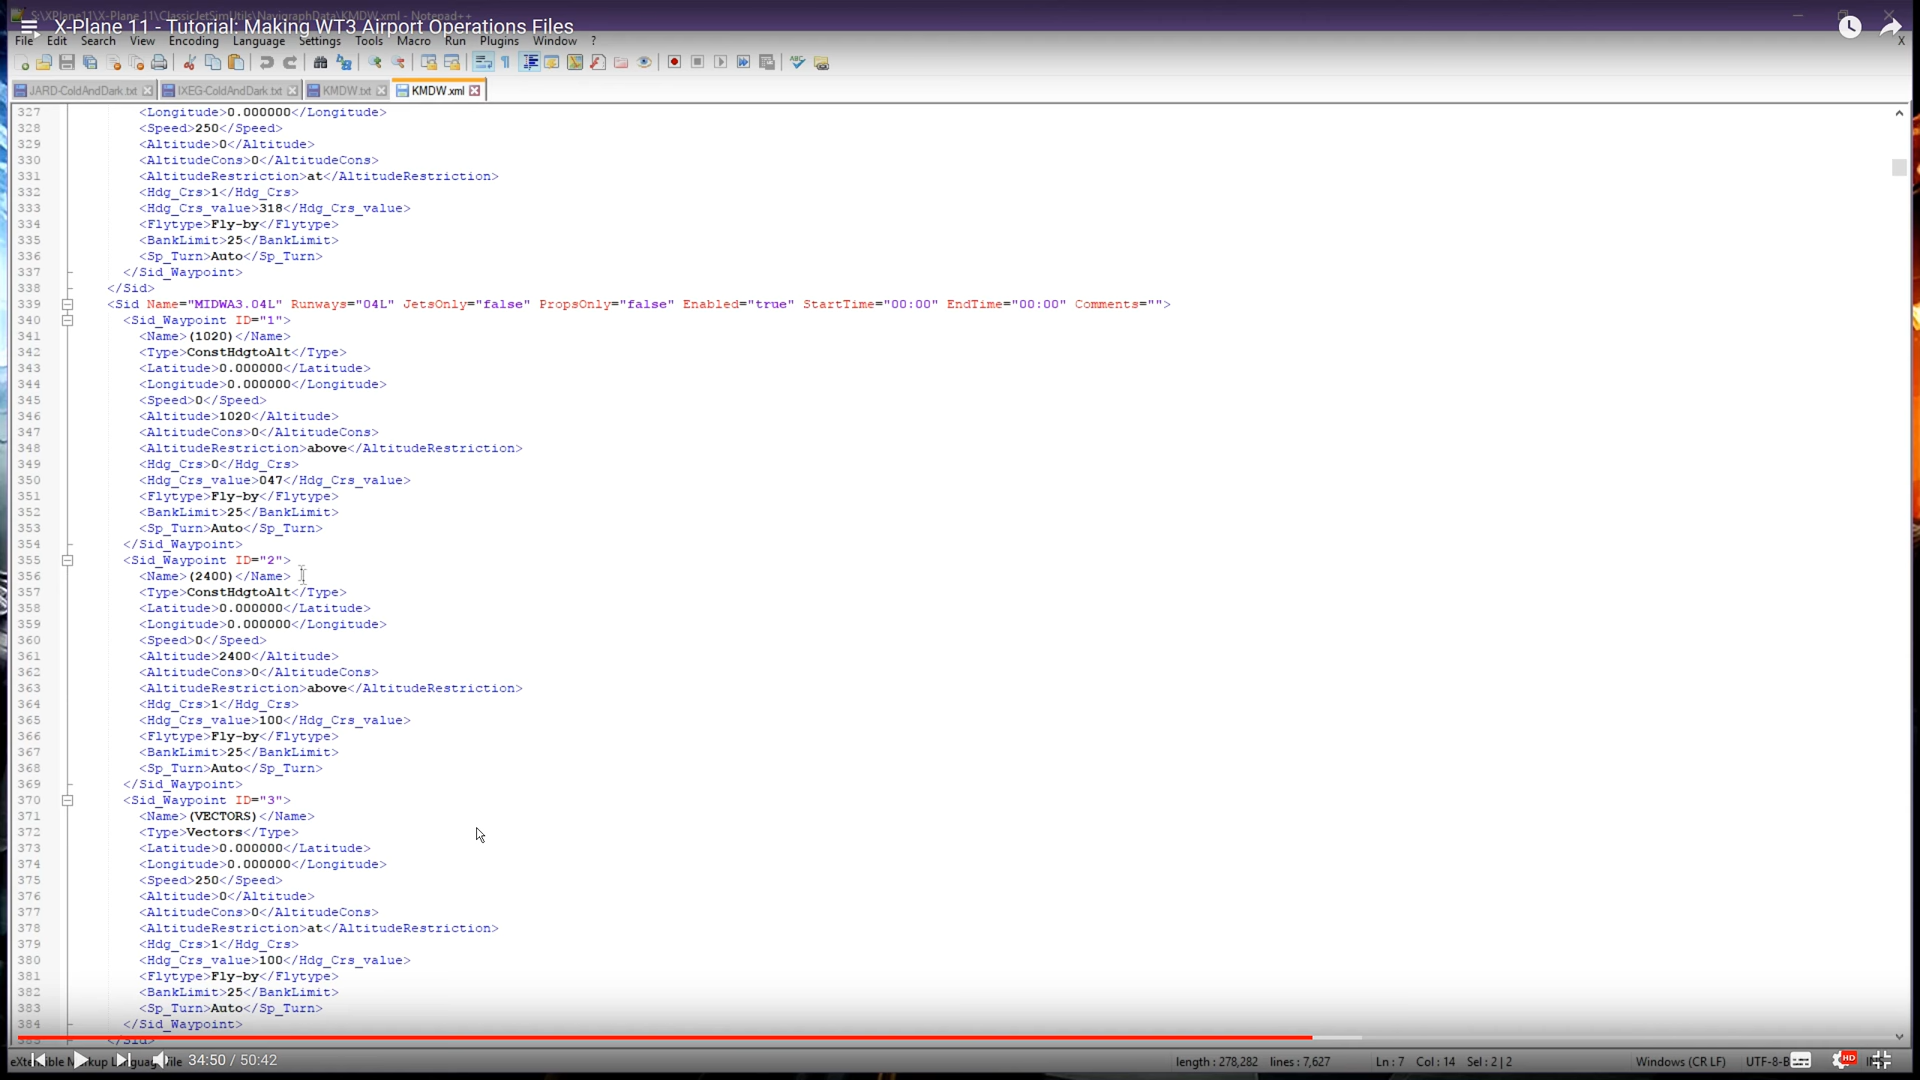 S:\XPlane11\X-Plane 11\ClassicJetSimUtils\NavigraphData\KMDW.xml - Notepad++
X-Plane 11 - Tutorial: Making WT3 Airport Operations Files
File Edit Search View Encoding Language Settings Tools Macro Run Plugins Window ? X
JARD-ColdAndDark.txt IXEG-ColdAndDark.txt KMDW.txt KMDW.xml
327 <Longitude>0.000000</Longitude>
328 <Speed>250</Speed>
329 <Altitude>0</Altitude>
330 <AltitudeCons>0</AltitudeCons>
331 <AltitudeRestriction>at</AltitudeRestriction>
332 <Hdg_Crs>1</Hdg_Crs>
333 <Hdg_Crs_value>318</Hdg_Crs_value>
334 <Flytype>Fly-by</Flytype>
335 <BankLimit>25</BankLimit>
336 <Sp_Turn>Auto</Sp_Turn>
337 </Sid_Waypoint>
338 </Sid>
339 <Sid Name="MIDWA3.04L" Runways="04L" JetsOnly="false" PropsOnly="false" Enabled="true" StartTime="00:00" EndTime="00:00" Comments="">
340 <Sid_Waypoint ID="1">
341 <Name>(1020)</Name>
342 <Type>ConstHdgtoAlt</Type>
343 <Latitude>0.000000</Latitude>
344 <Longitude>0.000000</Longitude>
345 <Speed>0</Speed>
346 <Altitude>1020</Altitude>
347 <AltitudeCons>0</AltitudeCons>
348 <AltitudeRestriction>above</AltitudeRestriction>
349 <Hdg_Crs>0</Hdg_Crs>
350 <Hdg_Crs_value>047</Hdg_Crs_value>
351 <Flytype>Fly-by</Flytype>
352 <BankLimit>25</BankLimit>
353 <Sp_Turn>Auto</Sp_Turn>
354 </Sid_Waypoint>
355 <Sid_Waypoint ID="2">
356 <Name>(2400)</Name>
357 <Type>ConstHdgtoAlt</Type>
358 <Latitude>0.000000</Latitude>
359 <Longitude>0.000000</Longitude>
360 <Speed>0</Speed>
361 <Altitude>2400</Altitude>
362 <AltitudeCons>0</AltitudeCons>
363 <AltitudeRestriction>above</AltitudeRestriction>
364 <Hdg_Crs>1</Hdg_Crs>
365 <Hdg_Crs_value>100</Hdg_Crs_value>
366 <Flytype>Fly-by</Flytype>
367 <BankLimit>25</BankLimit>
368 <Sp_Turn>Auto</Sp_Turn>
369 </Sid_Waypoint>
370 <Sid_Waypoint ID="3">
371 <Name>(VECTORS)</Name>
372 <Type>Vectors</Type>
373 <Latitude>0.000000</Latitude>
374 <Longitude>0.000000</Longitude>
375 <Speed>250</Speed>
376 <Altitude>0</Altitude>
377 <AltitudeCons>0</AltitudeCons>
378 <AltitudeRestriction>at</AltitudeRestriction>
379 <Hdg_Crs>1</Hdg_Crs>
380 <Hdg_Crs_value>100</Hdg_Crs_value>
381 <Flytype>Fly-by</Flytype>
382 <BankLimit>25</BankLimit>
383 <Sp_Turn>Auto</Sp_Turn>
384 </Sid_Waypoint>
385 </Sid>
34:50 / 50:42 length : 278,282 lines : 7,627 Ln : 7 Col : 14 Sel : 2 | 2 Windows (CR LF) UTF-8-B HD